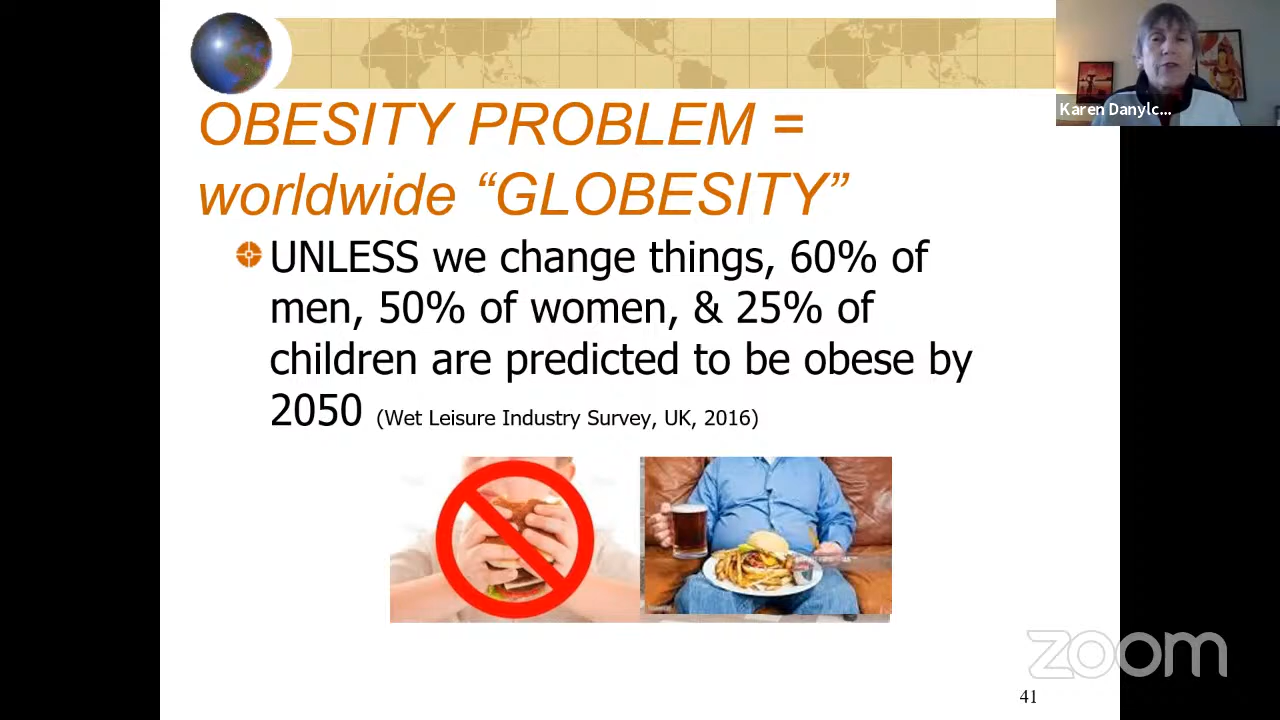 OBESITY PROBLEM =
worldwide “GLOBESITY”
UNLESS we change things, 60% of
men, 50% of women, & 25% of
children are predicted to be obese by
2050 (Wet Leisure Industry Survey, UK, 2016)
Karen Danylc...
zoom
41